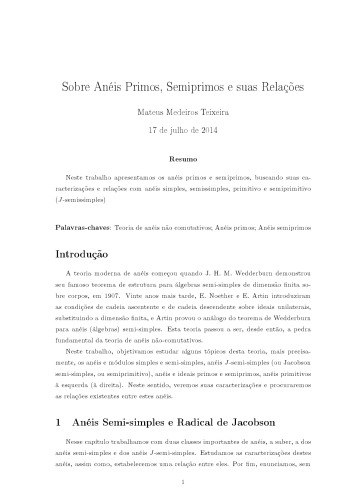 Sobre Anéis Primos, Semiprimos e suas Relações
Mateus Medeiros Teixeira
17 de julho de 2014
Resumo
Neste trabalho apresentamos os anéis primos e semiprimos, buscando suas ca-
racterizações e relações com anéis simples, semissimples, primitivo e semiprimitivo
(J-semissimples)
Palavras-chaves: Teoria de anéis não comutativos; Anéis primos; Anéis semiprimos
Introdução
A teoria moderna de anéis começou quando J. H. M. Wedderburn demonstrou
seu famoso teorema de estrutura para álgebras semi-simples de dimensão finita so-
bre corpos, em 1907. Vinte anos mais tarde, E. Noether e E. Artin introduziram
as condições de cadeia ascendente e de cadeia descendente sobre ideais unilaterais,
substituindo a dimensão finita, e Artin provou o análogo do teorema de Wedderburn
para anéis (álgebras) semi-simples. Esta teoria passou a ser, desde então, a pedra
fundamental da teoria de anéis não-comutativos.
Neste trabalho, objetivamos estudar alguns tópicos desta teoria, mais precisa-
mente, os anéis e módulos simples e semi-simples, anéis J-semi-simples (ou Jacobson
semi-simples, ou semiprimitivo), anéis e ideais primos e semiprimos, anéis primitivos
à esquerda (à direita). Neste sentido, veremos suas caracterizações e procuraremos
as relações existentes entre estes anéis.
1 Anéis Semi-simples e Radical de Jacobson
Nesse capítulo trabalhamos com duas classes importantes de anéis, a saber, a dos
anéis semi-simples e dos anéis J-semi-simples. Estudamos as caracterizações destes
anéis, assim como, estabelecemos uma relação entre eles. Por fim, enunciamos, sem
1